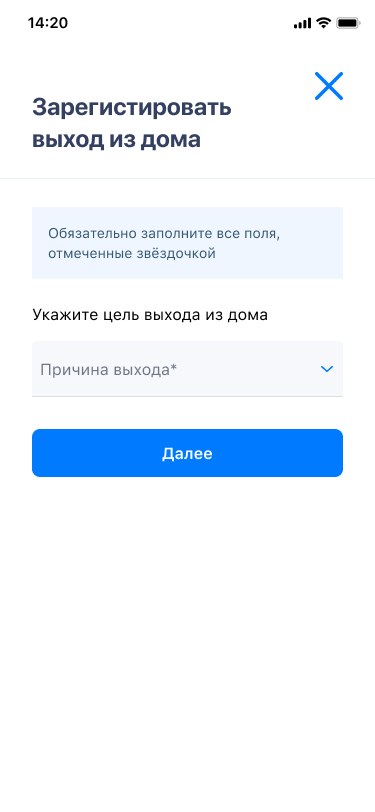 14:20
Зарегистировать
выход из дома
Обязательно заполните все поля,
отмеченные звёздочкой
Укажите цель выхода из дома
Причина выхода*
Далее